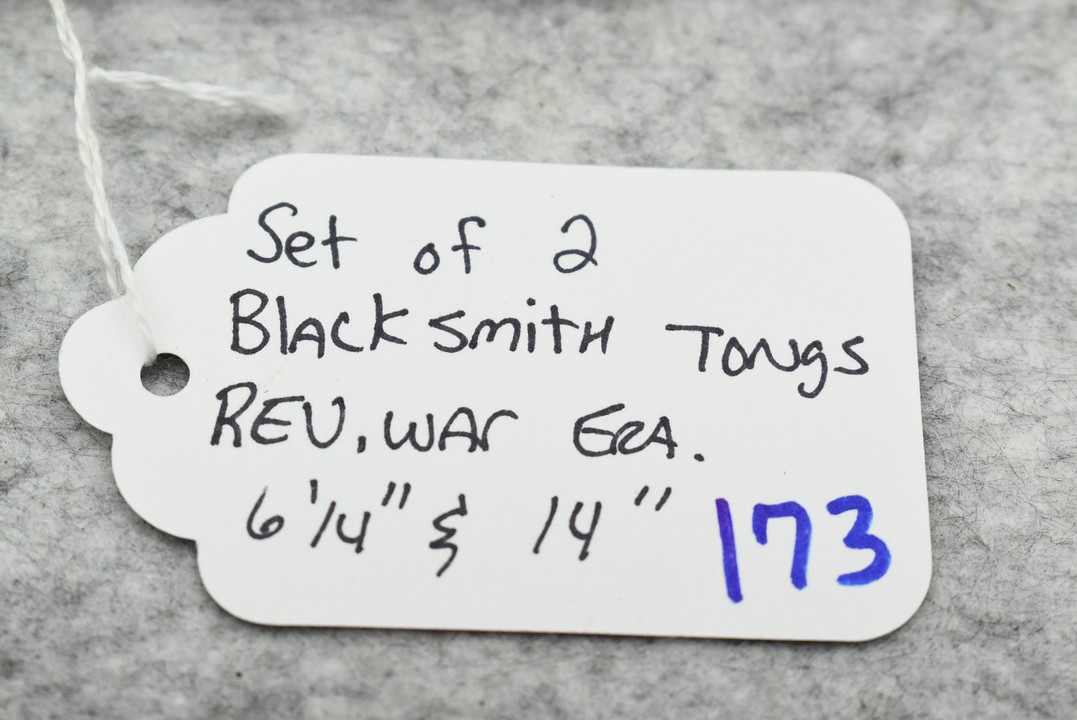 Set of 2
Blacksmith Tongs
REV. WAr ERA.
6 1/4" & 14" 173